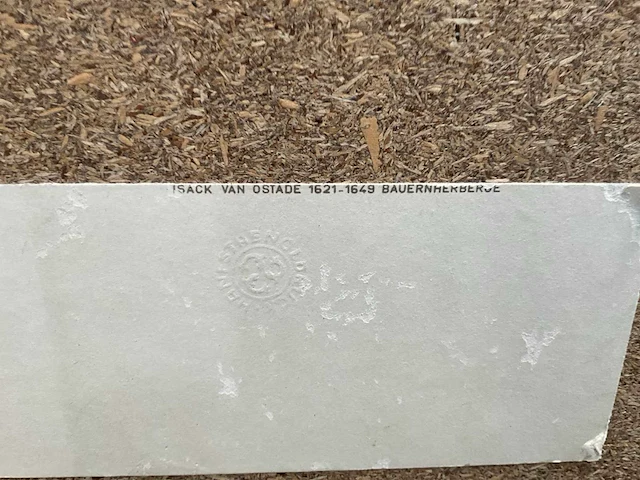 ISACK VAN OSTADE 1621-1649 BAUERNHERBERGE